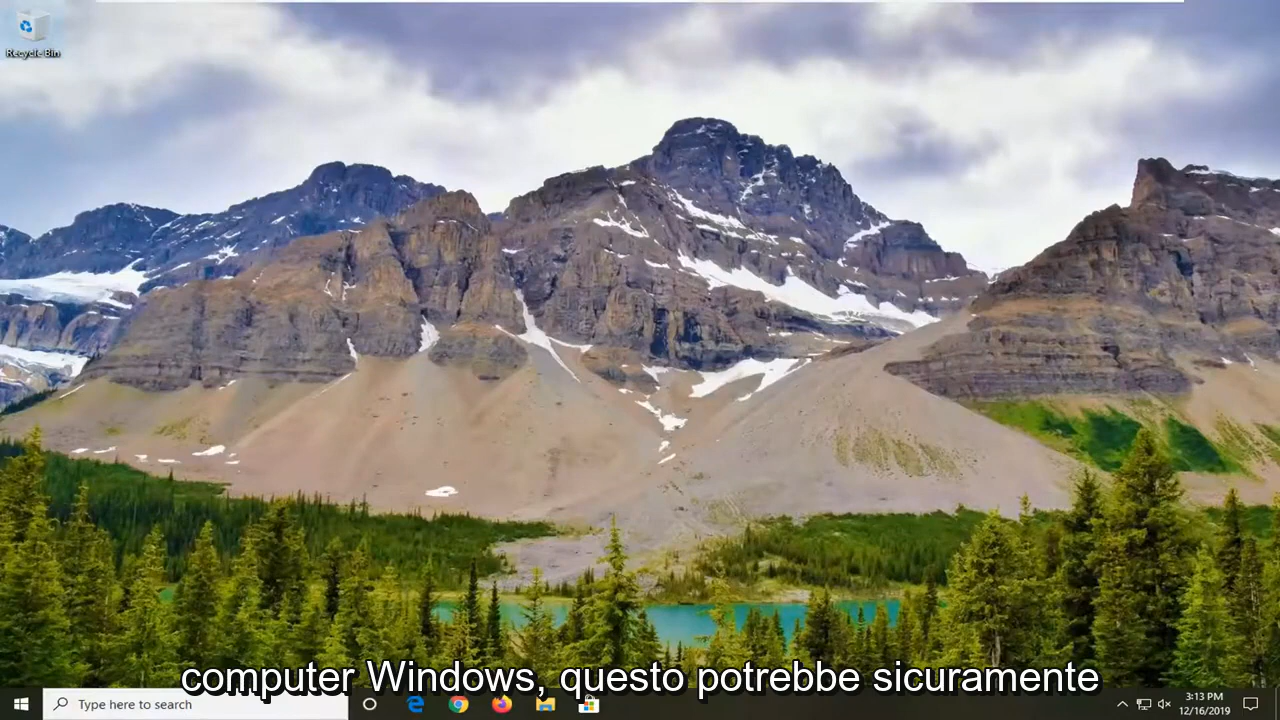 Recycle Bin
computer Windows, questo potrebbe sicuramente
Type here to search
3:13 PM
12/16/2019